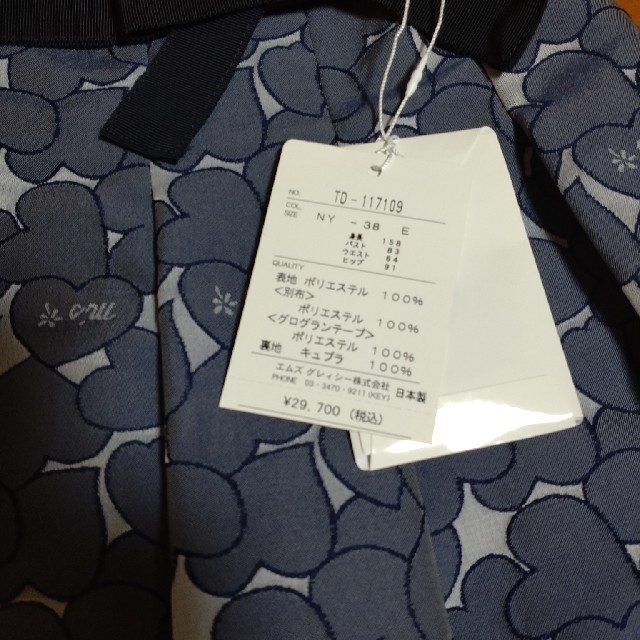 NO. TD-117109
COL.
SIZE NY -38 E
身長 158
バスト 83
ウエスト 64
ヒップ 91
QUALITY
表地 ポリエステル 100%
<別布>
ポリエステル 100%
<グログランテープ>
ポリエステル 100%
裏地 キュプラ 100%
エムズ グレィシー株式会社
PHONE 03-3470-9211 (KEY) 日本製
¥29,700 (税込)